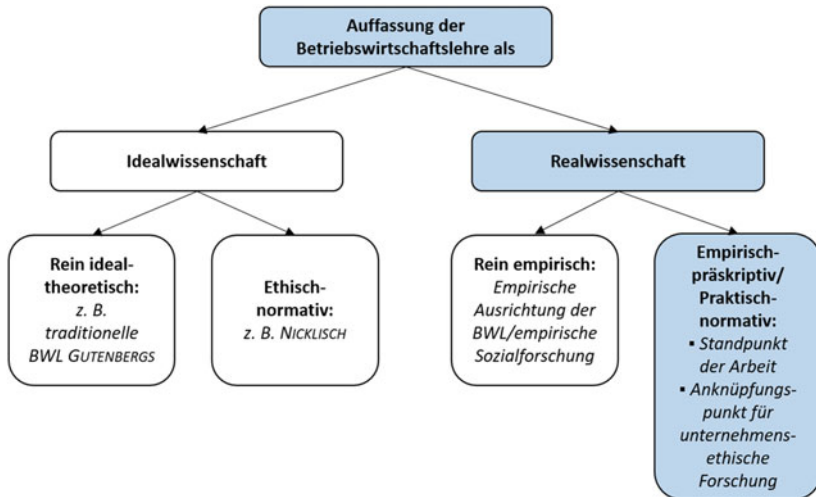 Auffassung der
Betriebswirtschaftslehre als
Idealwissenschaft
Realwissenschaft
Rein ideal-
theoretisch:
z. B.
traditionelle
BWL GUTENBERGS
Ethisch-
normativ:
z. B. NICKLISCH
Rein empirisch:
Empirische
Ausrichtung der
BWL/empirische
Sozialforschung
Empirisch-
präskriptiv/
Praktisch-
normativ:
▪ Standpunkt
der Arbeit
▪ Anknüpfungs-
punkt für
unternehmens-
ethische
Forschung